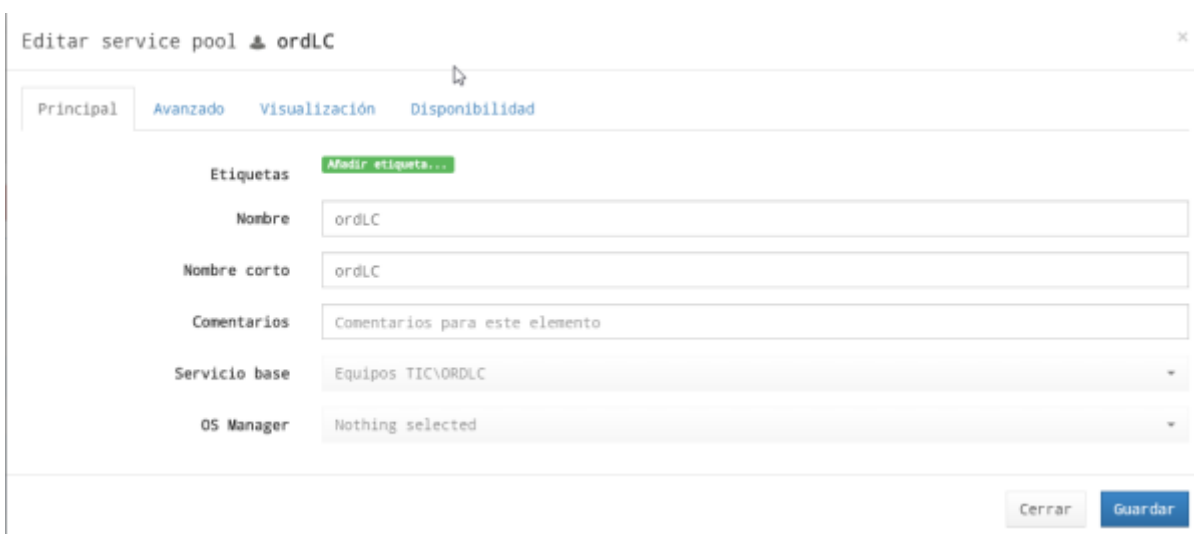 Editar service pool ordLC
×
Principal Avanzado Visualización Disponibilidad
Etiquetas Añadir etiqueta...
Nombre ordLC
Nombre corto ordLC
Comentarios Comentarios para este elemento
Servicio base Equipos TIC\ORDLC
OS Manager Nothing selected
Cerrar Guardar